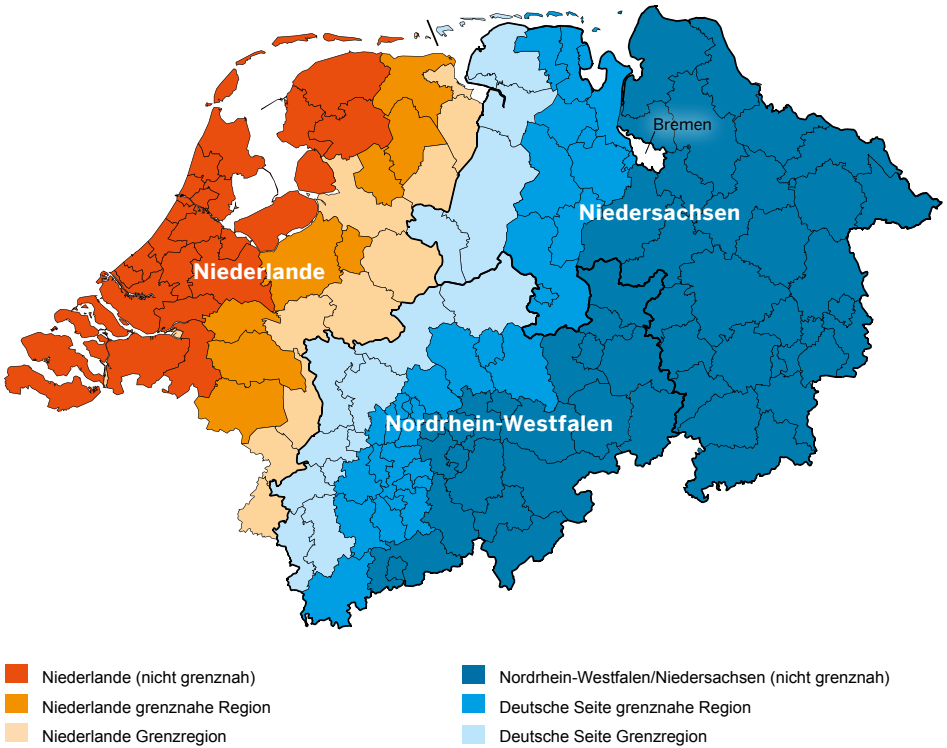 Bremen
Niedersachsen
Niederlande
Nordrhein-Westfalen
Niederlande (nicht grenznah)
Niederlande grenznahe Region
Niederlande Grenzregion
Nordrhein-Westfalen/Niedersachsen (nicht grenznah)
Deutsche Seite grenznahe Region
Deutsche Seite Grenzregion